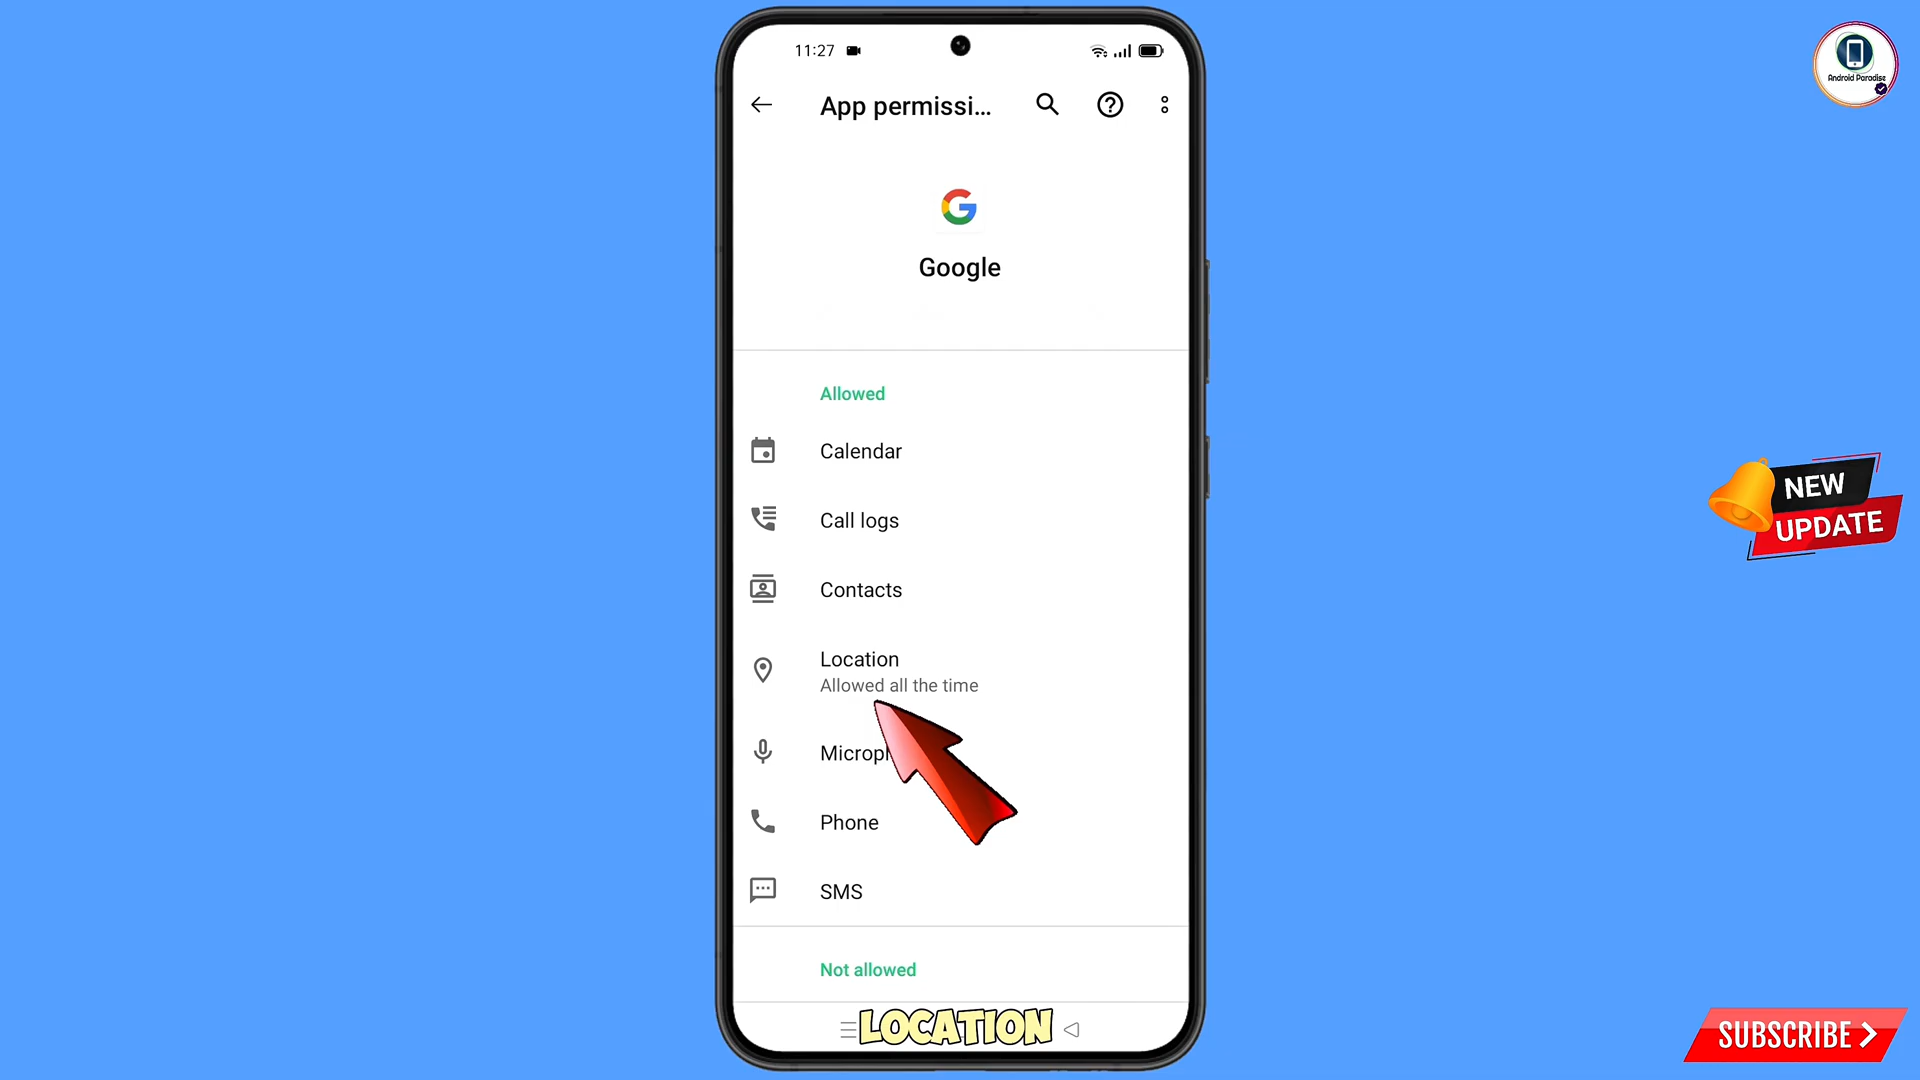 11:27
App permissi...
Google
Allowed
Calendar
Call logs
Contacts
Location
Allowed all the time
Microp
Phone
SMS
Not allowed
LOCATION
Android Paradise
NEW
UPDATE
SUBSCRIBE